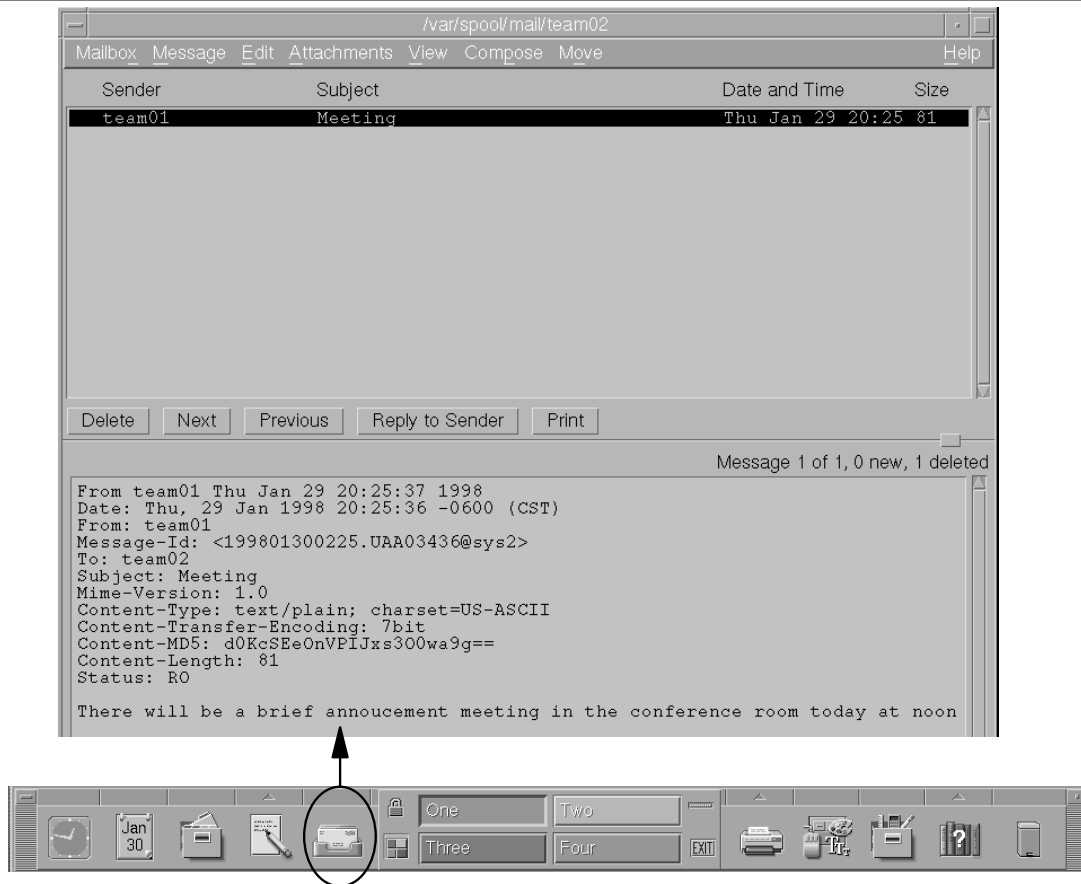 /var/spool/mail/team02
Mailbox Message Edit Attachments View Compose Move Help
Sender Subject Date and Time Size
team01 Meeting Thu Jan 29 20:25 81
Delete Next Previous Reply to Sender Print
Message 1 of 1, 0 new, 1 deleted
From team01 Thu Jan 29 20:25:37 1998
Date: Thu, 29 Jan 1998 20:25:36 -0600 (CST)
From: team01
Message-Id: <199801300225.UAA03436@sys2>
To: team02
Subject: Meeting
Mime-Version: 1.0
Content-Type: text/plain; charset=US-ASCII
Content-Transfer-Encoding: 7bit
Content-MD5: d0KcSEeOnVPIJxs3O0wa9g==
Content-Length: 81
Status: RO
There will be a brief annoucement meeting in the conference room today at noon
One Two
Jan
30
Three Four EXIT
?